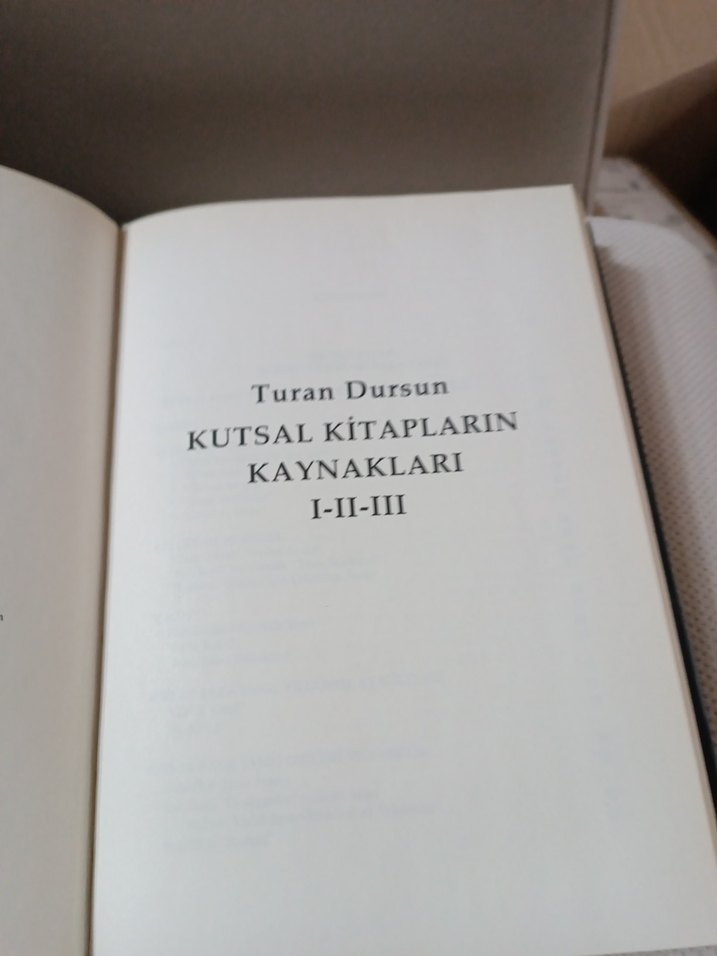 Turan Dursun
KUTSAL KİTAPLARIN
KAYNAKLARI
I-II-III